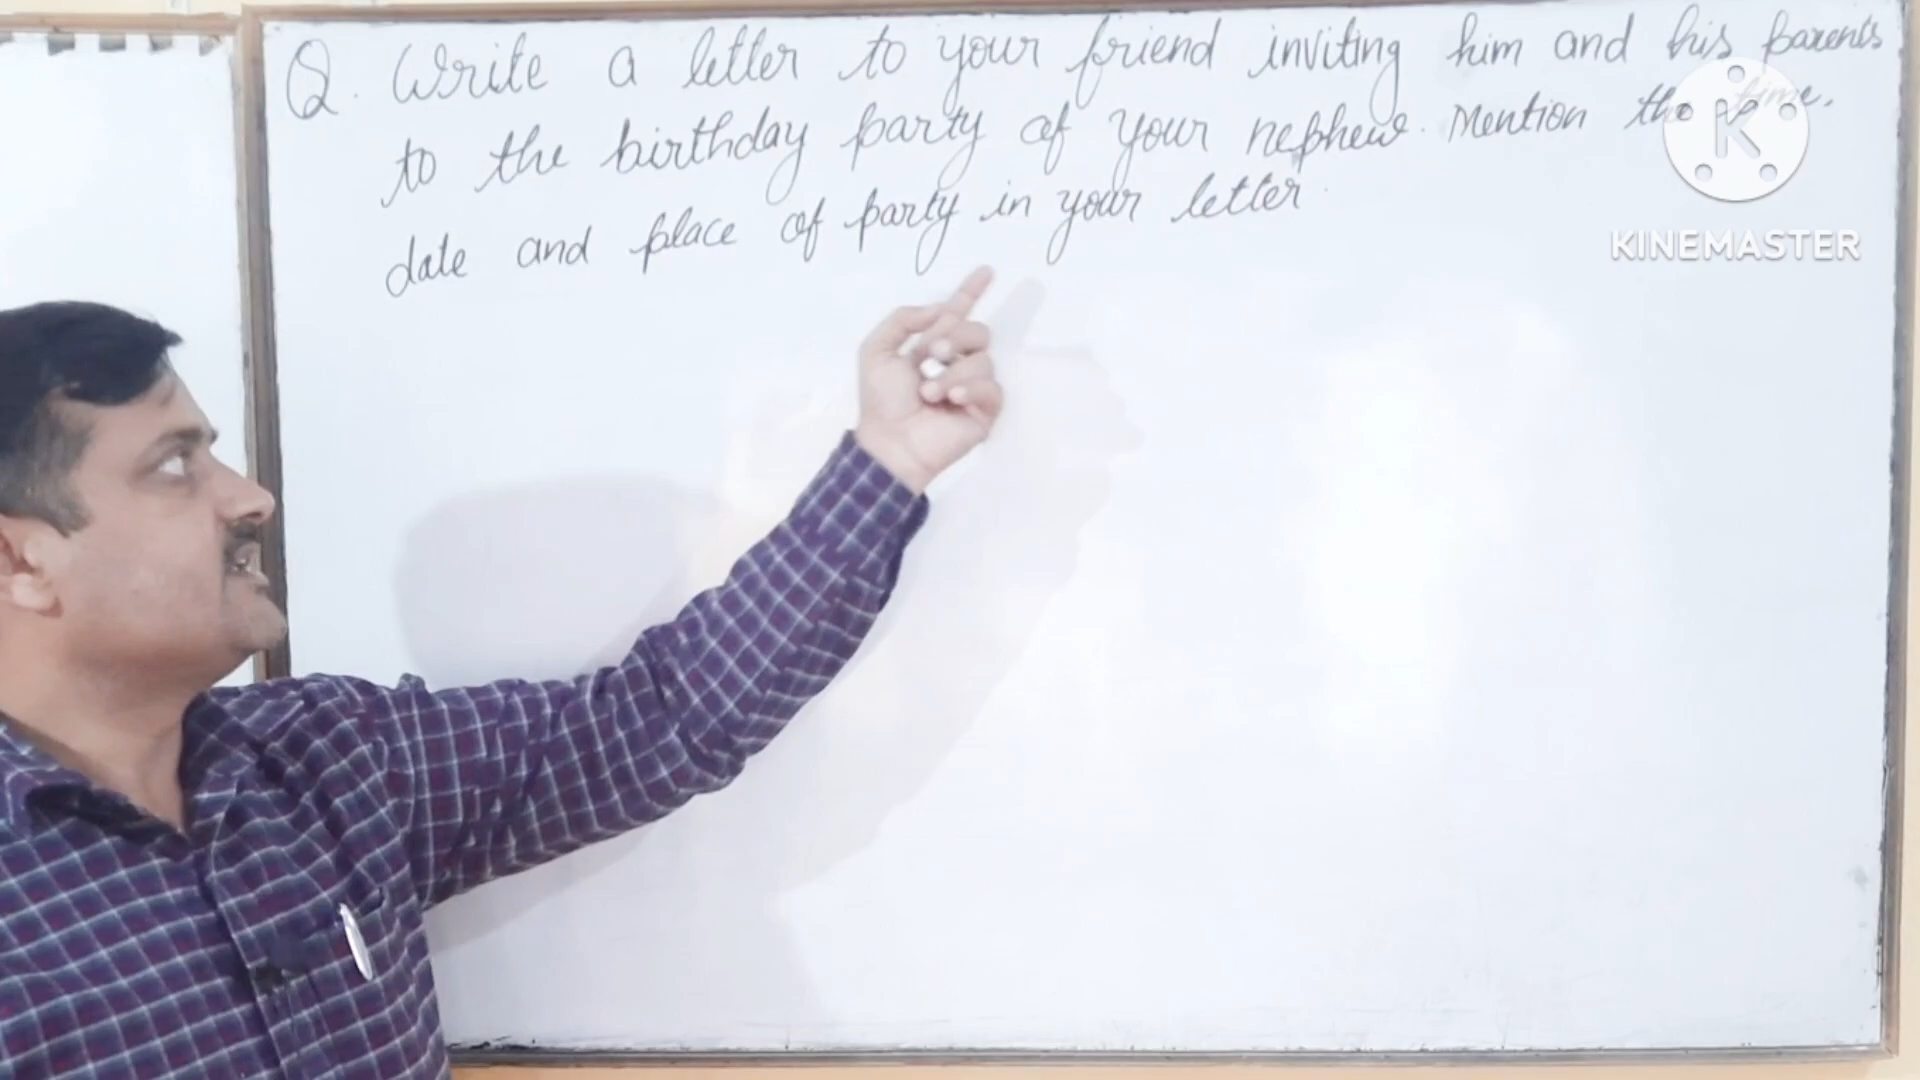 Q. Write a letter to your friend inviting him and his parents
to the birthday party of your nephew. Mention the time,
date and place of party in your letter.
K
KINEMASTER